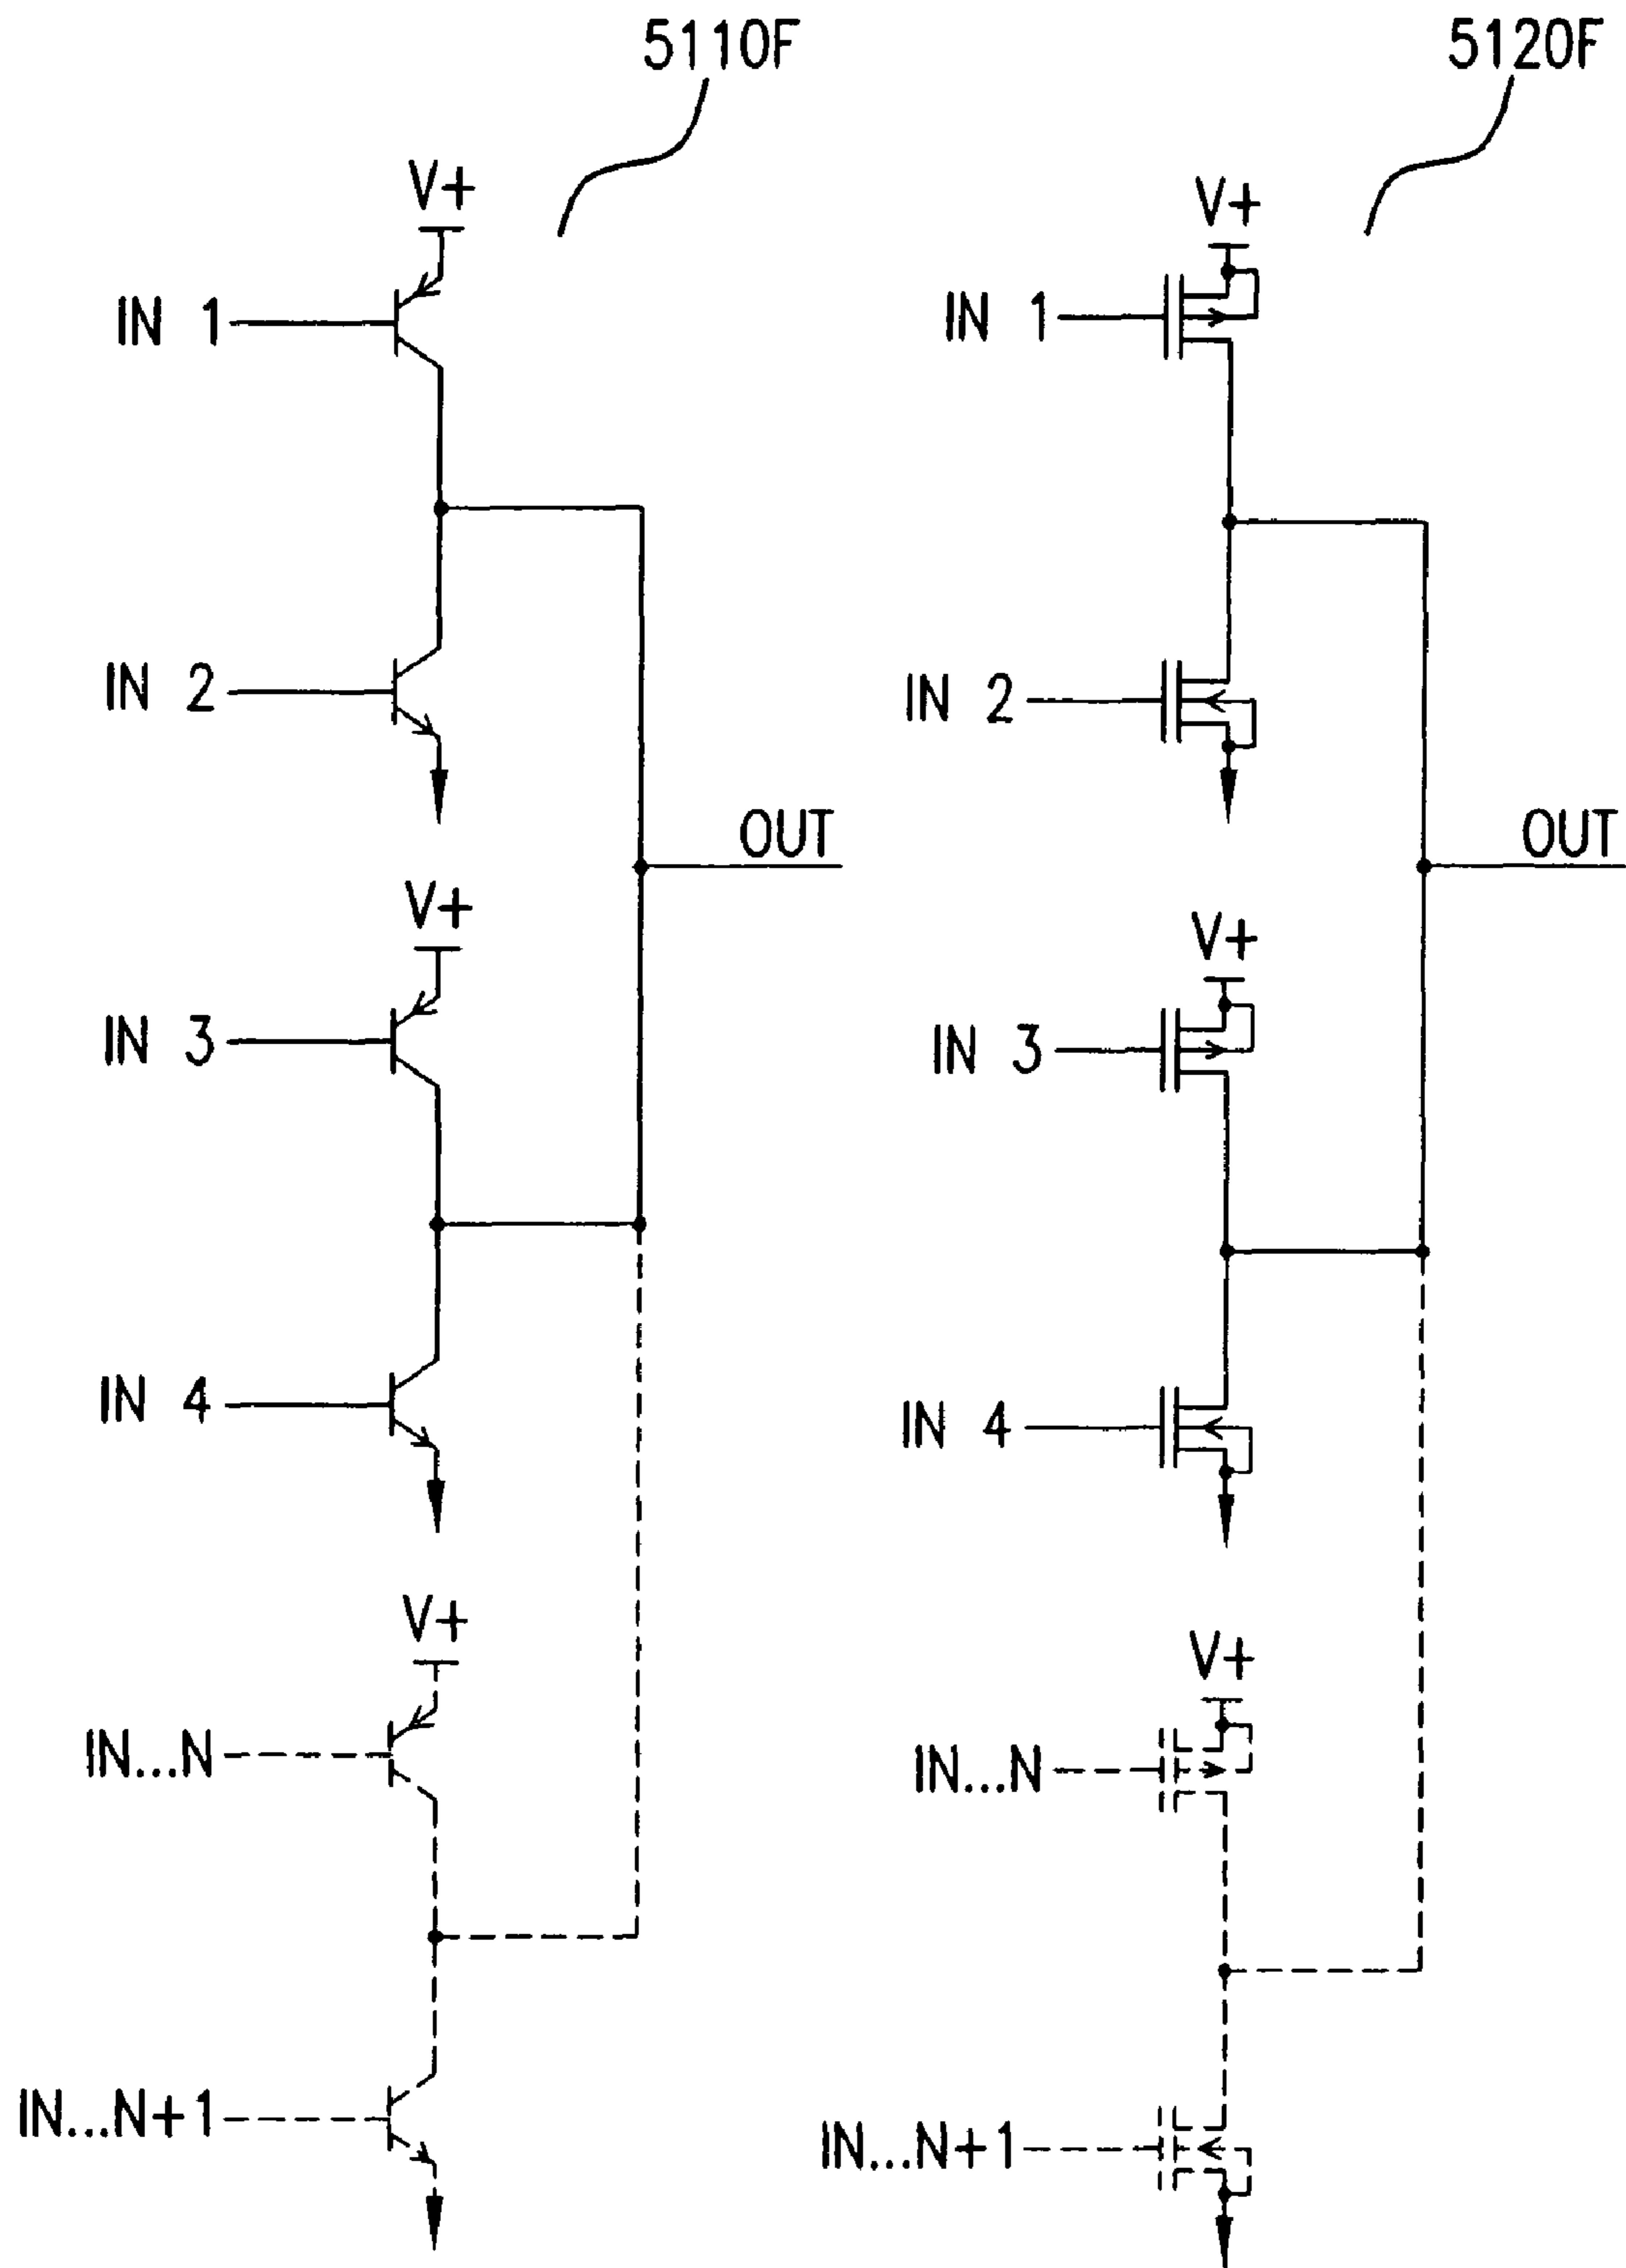 5110F
V+
IN 1
IN 2
OUT
V+
IN 3
IN 4
V+
IN...N
IN...N+1
5120F
V+
IN 1
IN 2
OUT
V+
IN 3
IN 4
V+
IN...N
IN...N+1